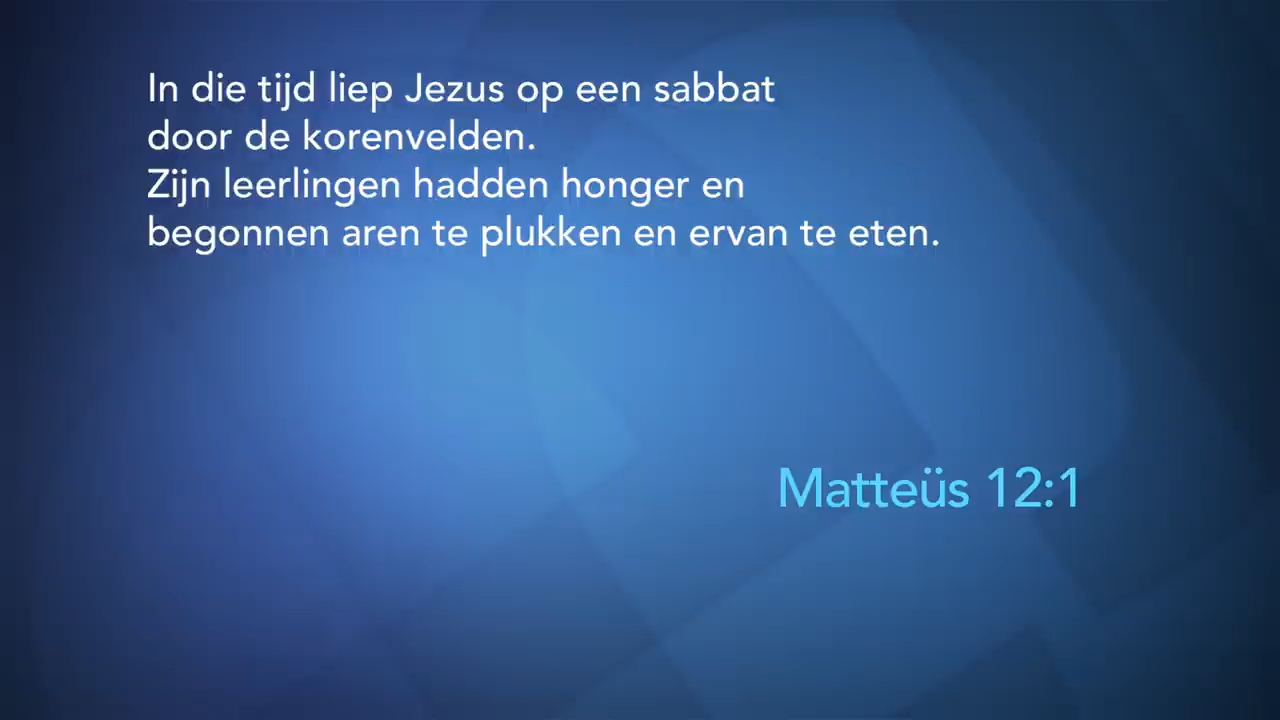 In die tijd liep Jezus op een sabbat
door de korenvelden.
Zijn leerlingen hadden honger en
begonnen aren te plukken en ervan te eten.
Matteüs 12:1